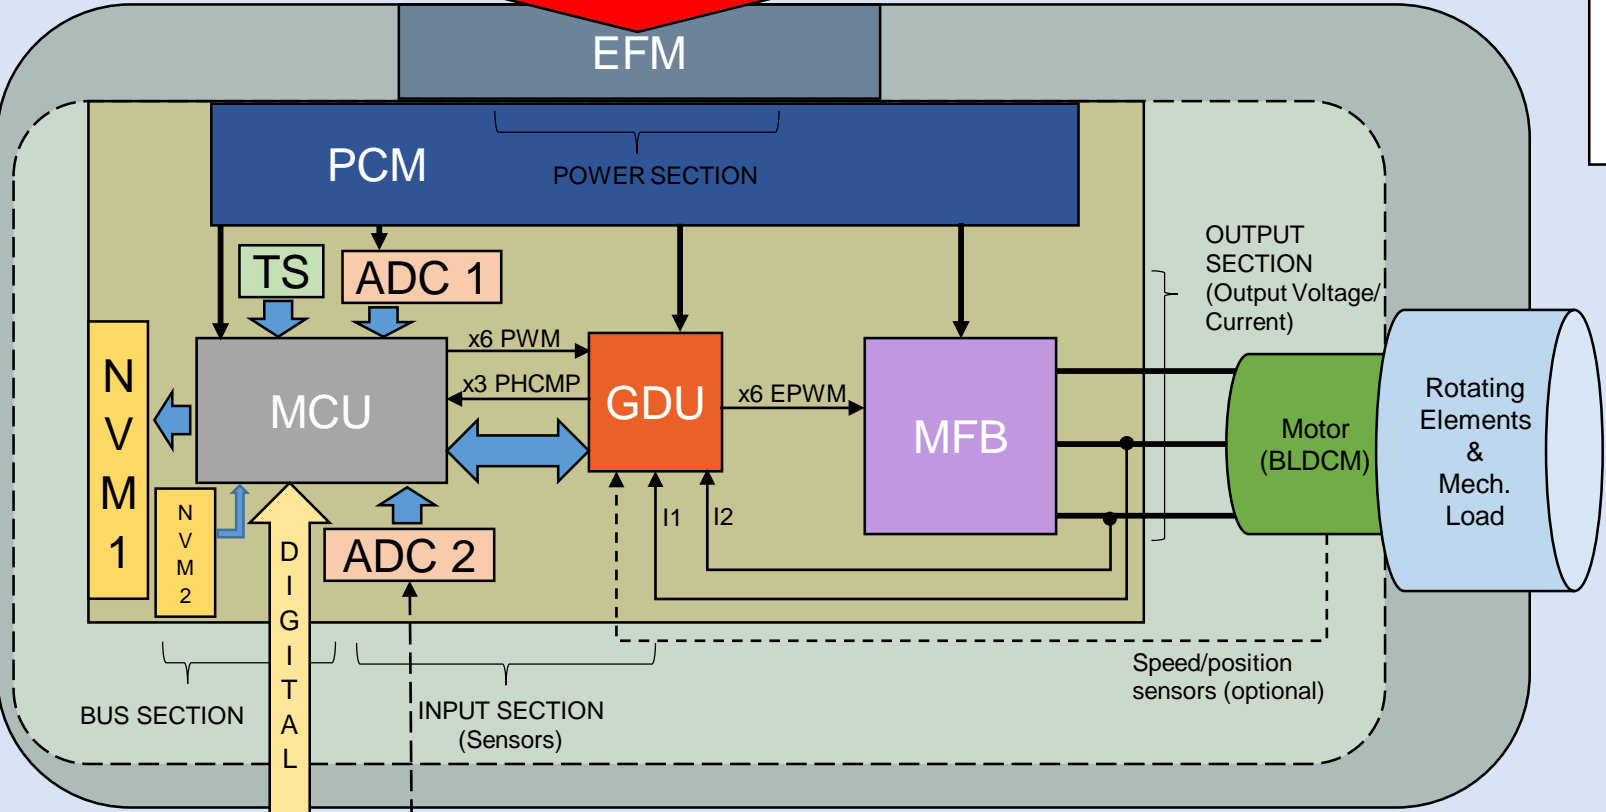 EFM
PCM
POWER SECTION
OUTPUT
SECTION
(Output Voltage/
Current)
TS
ADC 1
x6 PWM
x3 PHCMP
MCU
GDU
x6 EPWM
MFB
Motor
(BLDCM)
Rotating
Elements
&
Mech.
Load
N
V
M
1
N
V
M
2
I1
I2
ADC 2
D
I
G
I
T
A
L
Speed/position
sensors (optional)
BUS SECTION
INPUT SECTION
(Sensors)